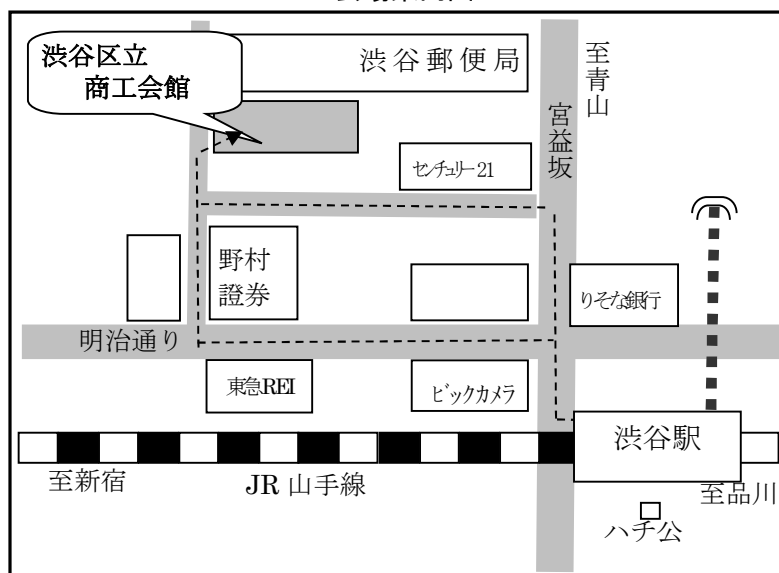 渋谷区立
商工会館
渋谷郵便局
至青山
宮益坂
センチュリー21
野村
證券
りそな銀行
明治通り
東急REI
ビックカメラ
渋谷駅
至新宿
JR 山手線
至品川
ハチ公